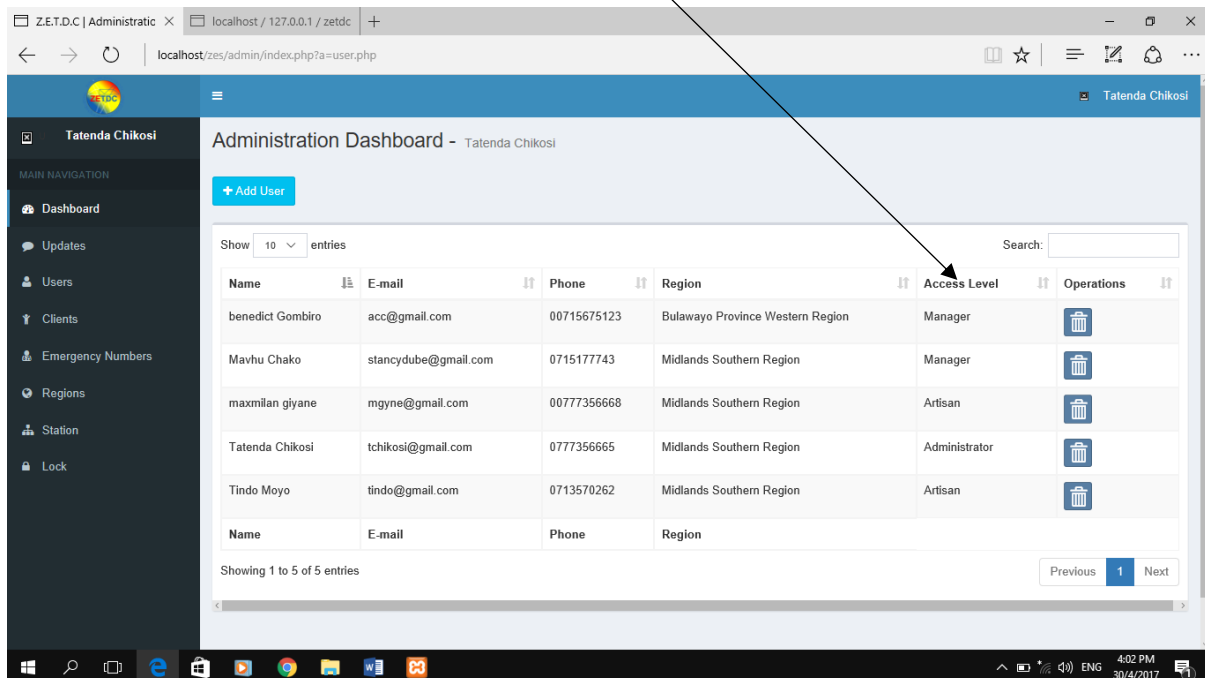 Z.E.T.D.C | Administratic
localhost / 127.0.0.1 / zetdc
localhost/zes/admin/index.php?a=user.php
ZETDC
Tatenda Chikosi
Tatenda Chikosi
Administration Dashboard - Tatenda Chikosi
MAIN NAVIGATION
Dashboard
Updates
Users
Clients
Emergency Numbers
Regions
Station
Lock
Add User
Show 10 entries Search:
Name E-mail Phone Region Access Level Operations
benedict Gombiro acc@gmail.com 00715675123 Bulawayo Province Western Region Manager
Mavhu Chako stancydube@gmail.com 0715177743 Midlands Southern Region Manager
maxmilan giyane mgyne@gmail.com 00777356668 Midlands Southern Region Artisan
Tatenda Chikosi tchikosi@gmail.com 0777356665 Midlands Southern Region Administrator
Tindo Moyo tindo@gmail.com 0713570262 Midlands Southern Region Artisan
Name E-mail Phone Region
Showing 1 to 5 of 5 entries Previous 1 Next
ENG 4:02 PM
30/4/2017